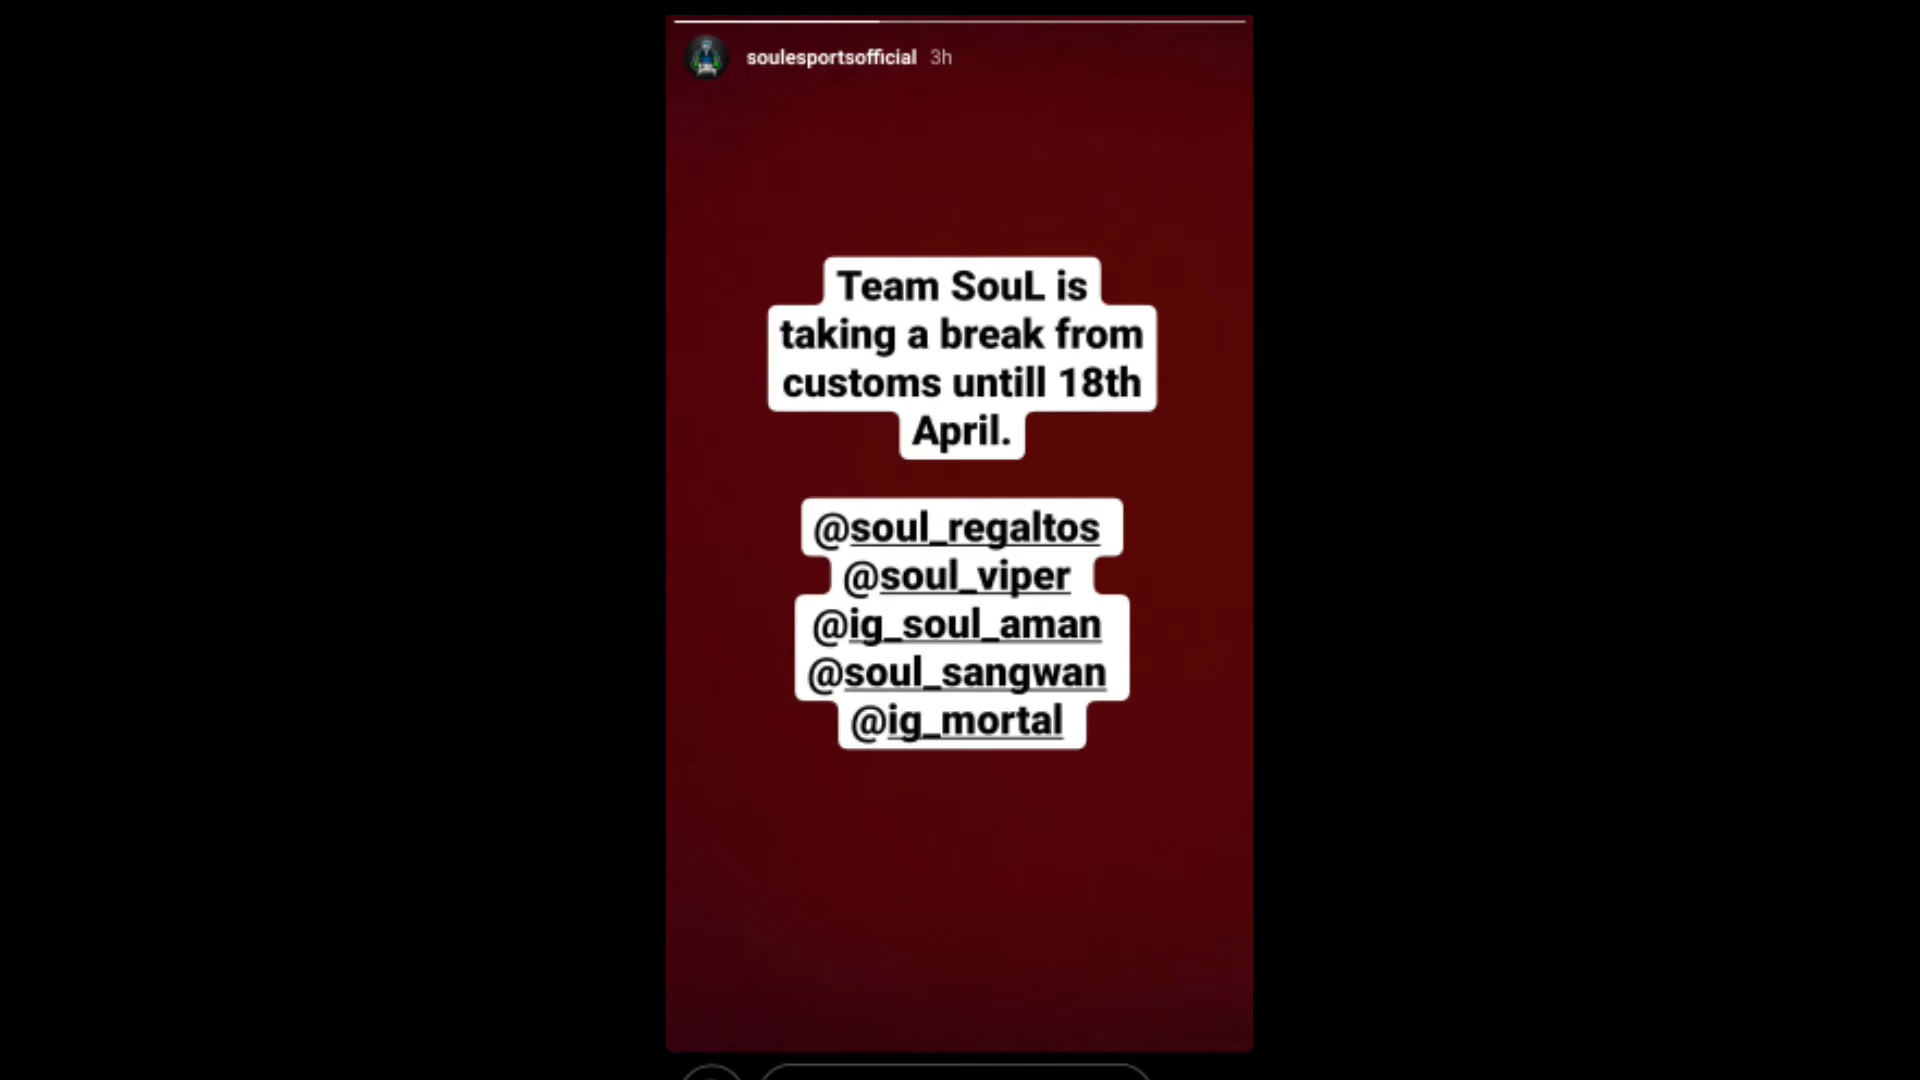 soulesportsofficial 3h
Team SouL is
taking a break from
customs untill 18th
April.
@soul_regaltos
@soul_viper
@ig_soul_aman
@soul_sangwan
@ig_mortal